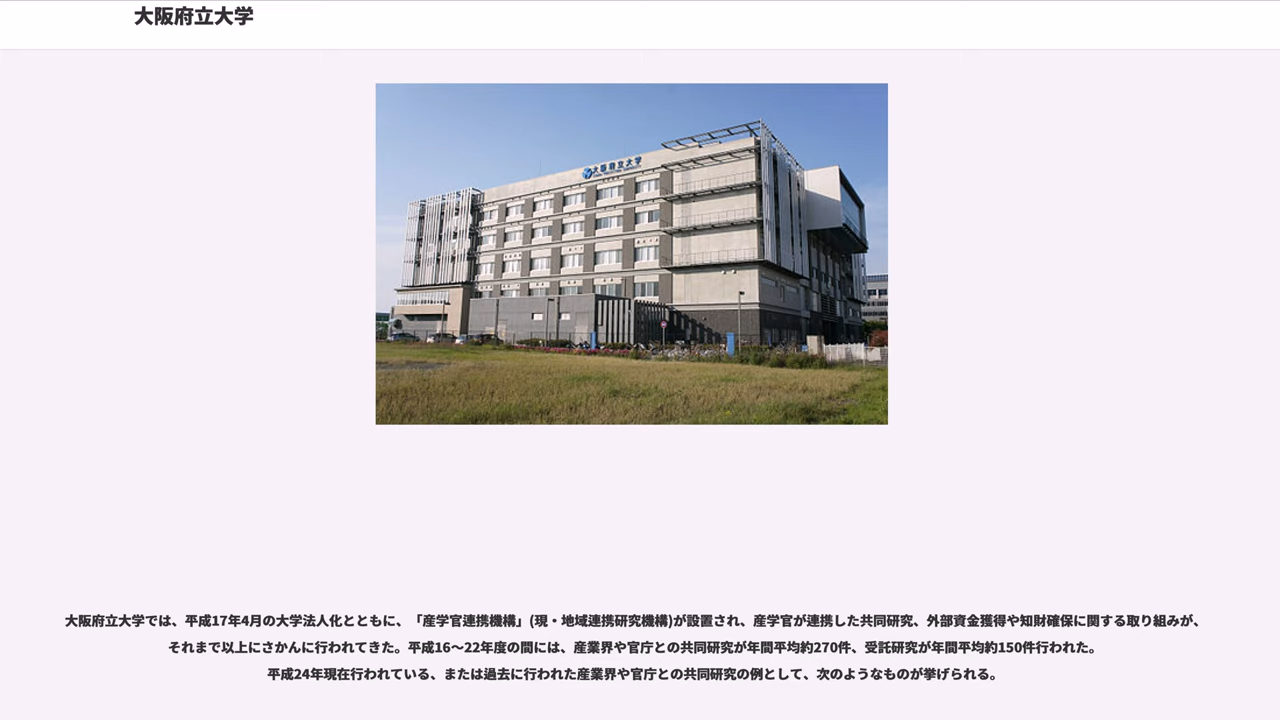 大阪府立大学
大阪府立大学
大阪府立大学では、平成17年4月の大学法人化とともに、「産学官連携機構」(現・地域連携研究機構)が設置され、産学官が連携した共同研究、外部資金獲得や知財確保に関する取り組みが、
それまで以上にさかんに行われてきた。平成16〜22年度の間には、産業界や官庁との共同研究が年間平均約270件、受託研究が年間平均約150件行われた。
平成24年現在行われている、または過去に行われた産業界や官庁との共同研究の例として、次のようなものが挙げられる。